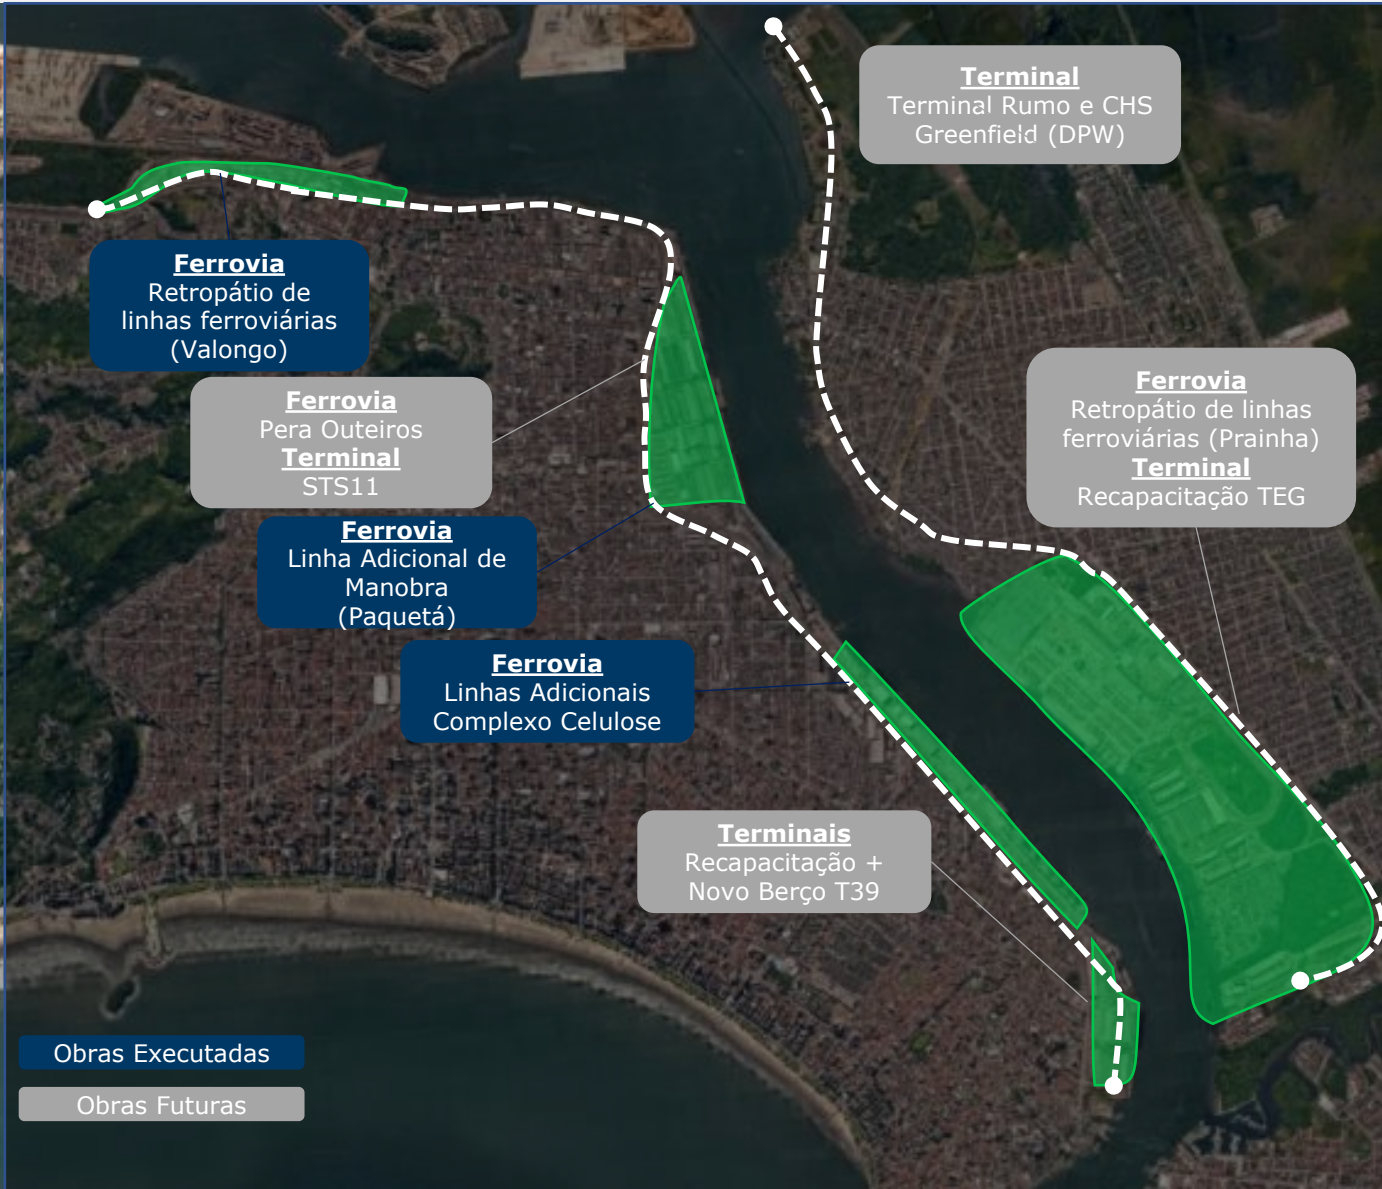 Terminal
Terminal Rumo e CHS
Greenfield (DPW)
Ferrovia
Retropátio de
linhas ferroviárias
(Valongo)
Ferrovia
Pera Outeiros
Terminal
STS11
Ferrovia
Retropátio de linhas
ferroviárias (Prainha)
Terminal
Recapacitação TEG
Ferrovia
Linha Adicional de
Manobra
(Paquetá)
Ferrovia
Linhas Adicionais
Complexo Celulose
Terminais
Recapacitação +
Novo Berço T39
Obras Executadas
Obras Futuras